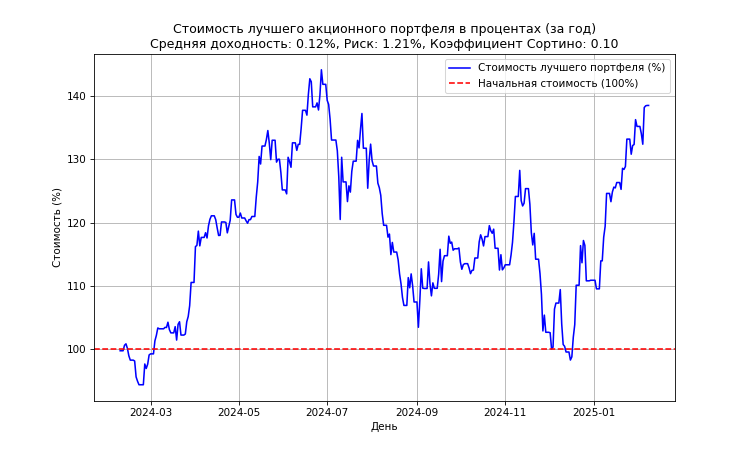 Стоимость лучшего акционного портфеля в процентах (за год)
Средняя доходность: 0.12%, Риск: 1.21%, Коэффициент Сортино: 0.10
Стоимость лучшего портфеля (%)
Начальная стоимость (100%)
Стоимость (%)
140
130
120
110
100
2024-03
2024-05
2024-07
2024-09
2024-11
2025-01
День